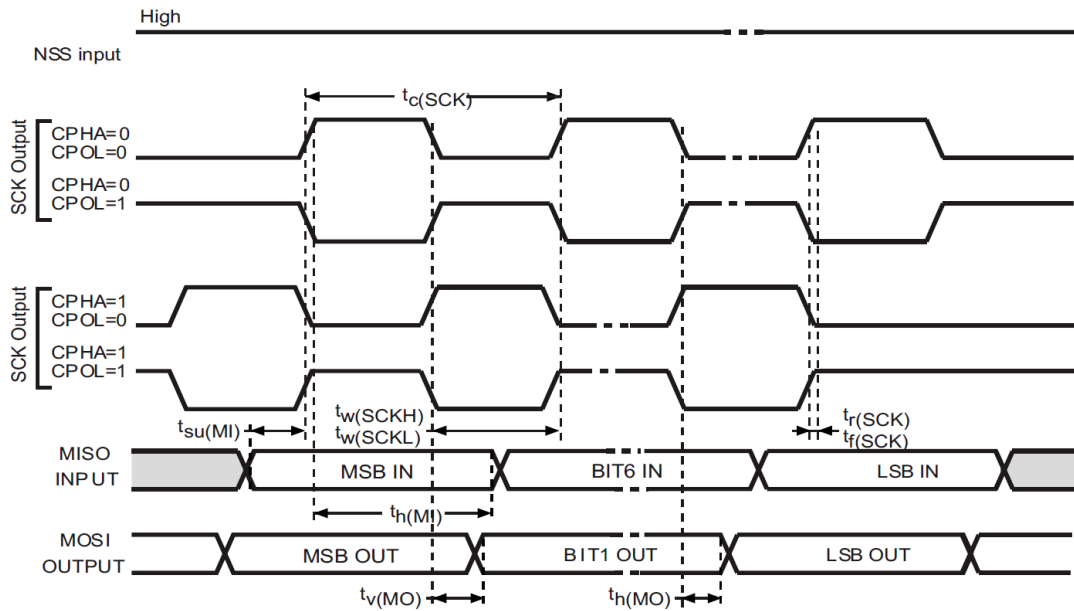 High
NSS input
tc(SCK)
SCK Output
CPHA=0
CPOL=0
CPHA=0
CPOL=1
SCK Output
CPHA=1
CPOL=0
CPHA=1
CPOL=1
tsu(MI)
tw(SCKH)
tw(SCKL)
tr(SCK)
tf(SCK)
MISO
INPUT
MSB IN
BIT6 IN
LSB IN
th(MI)
MOSI
OUTPUT
MSB OUT
BIT1 OUT
LSB OUT
tv(MO)
th(MO)